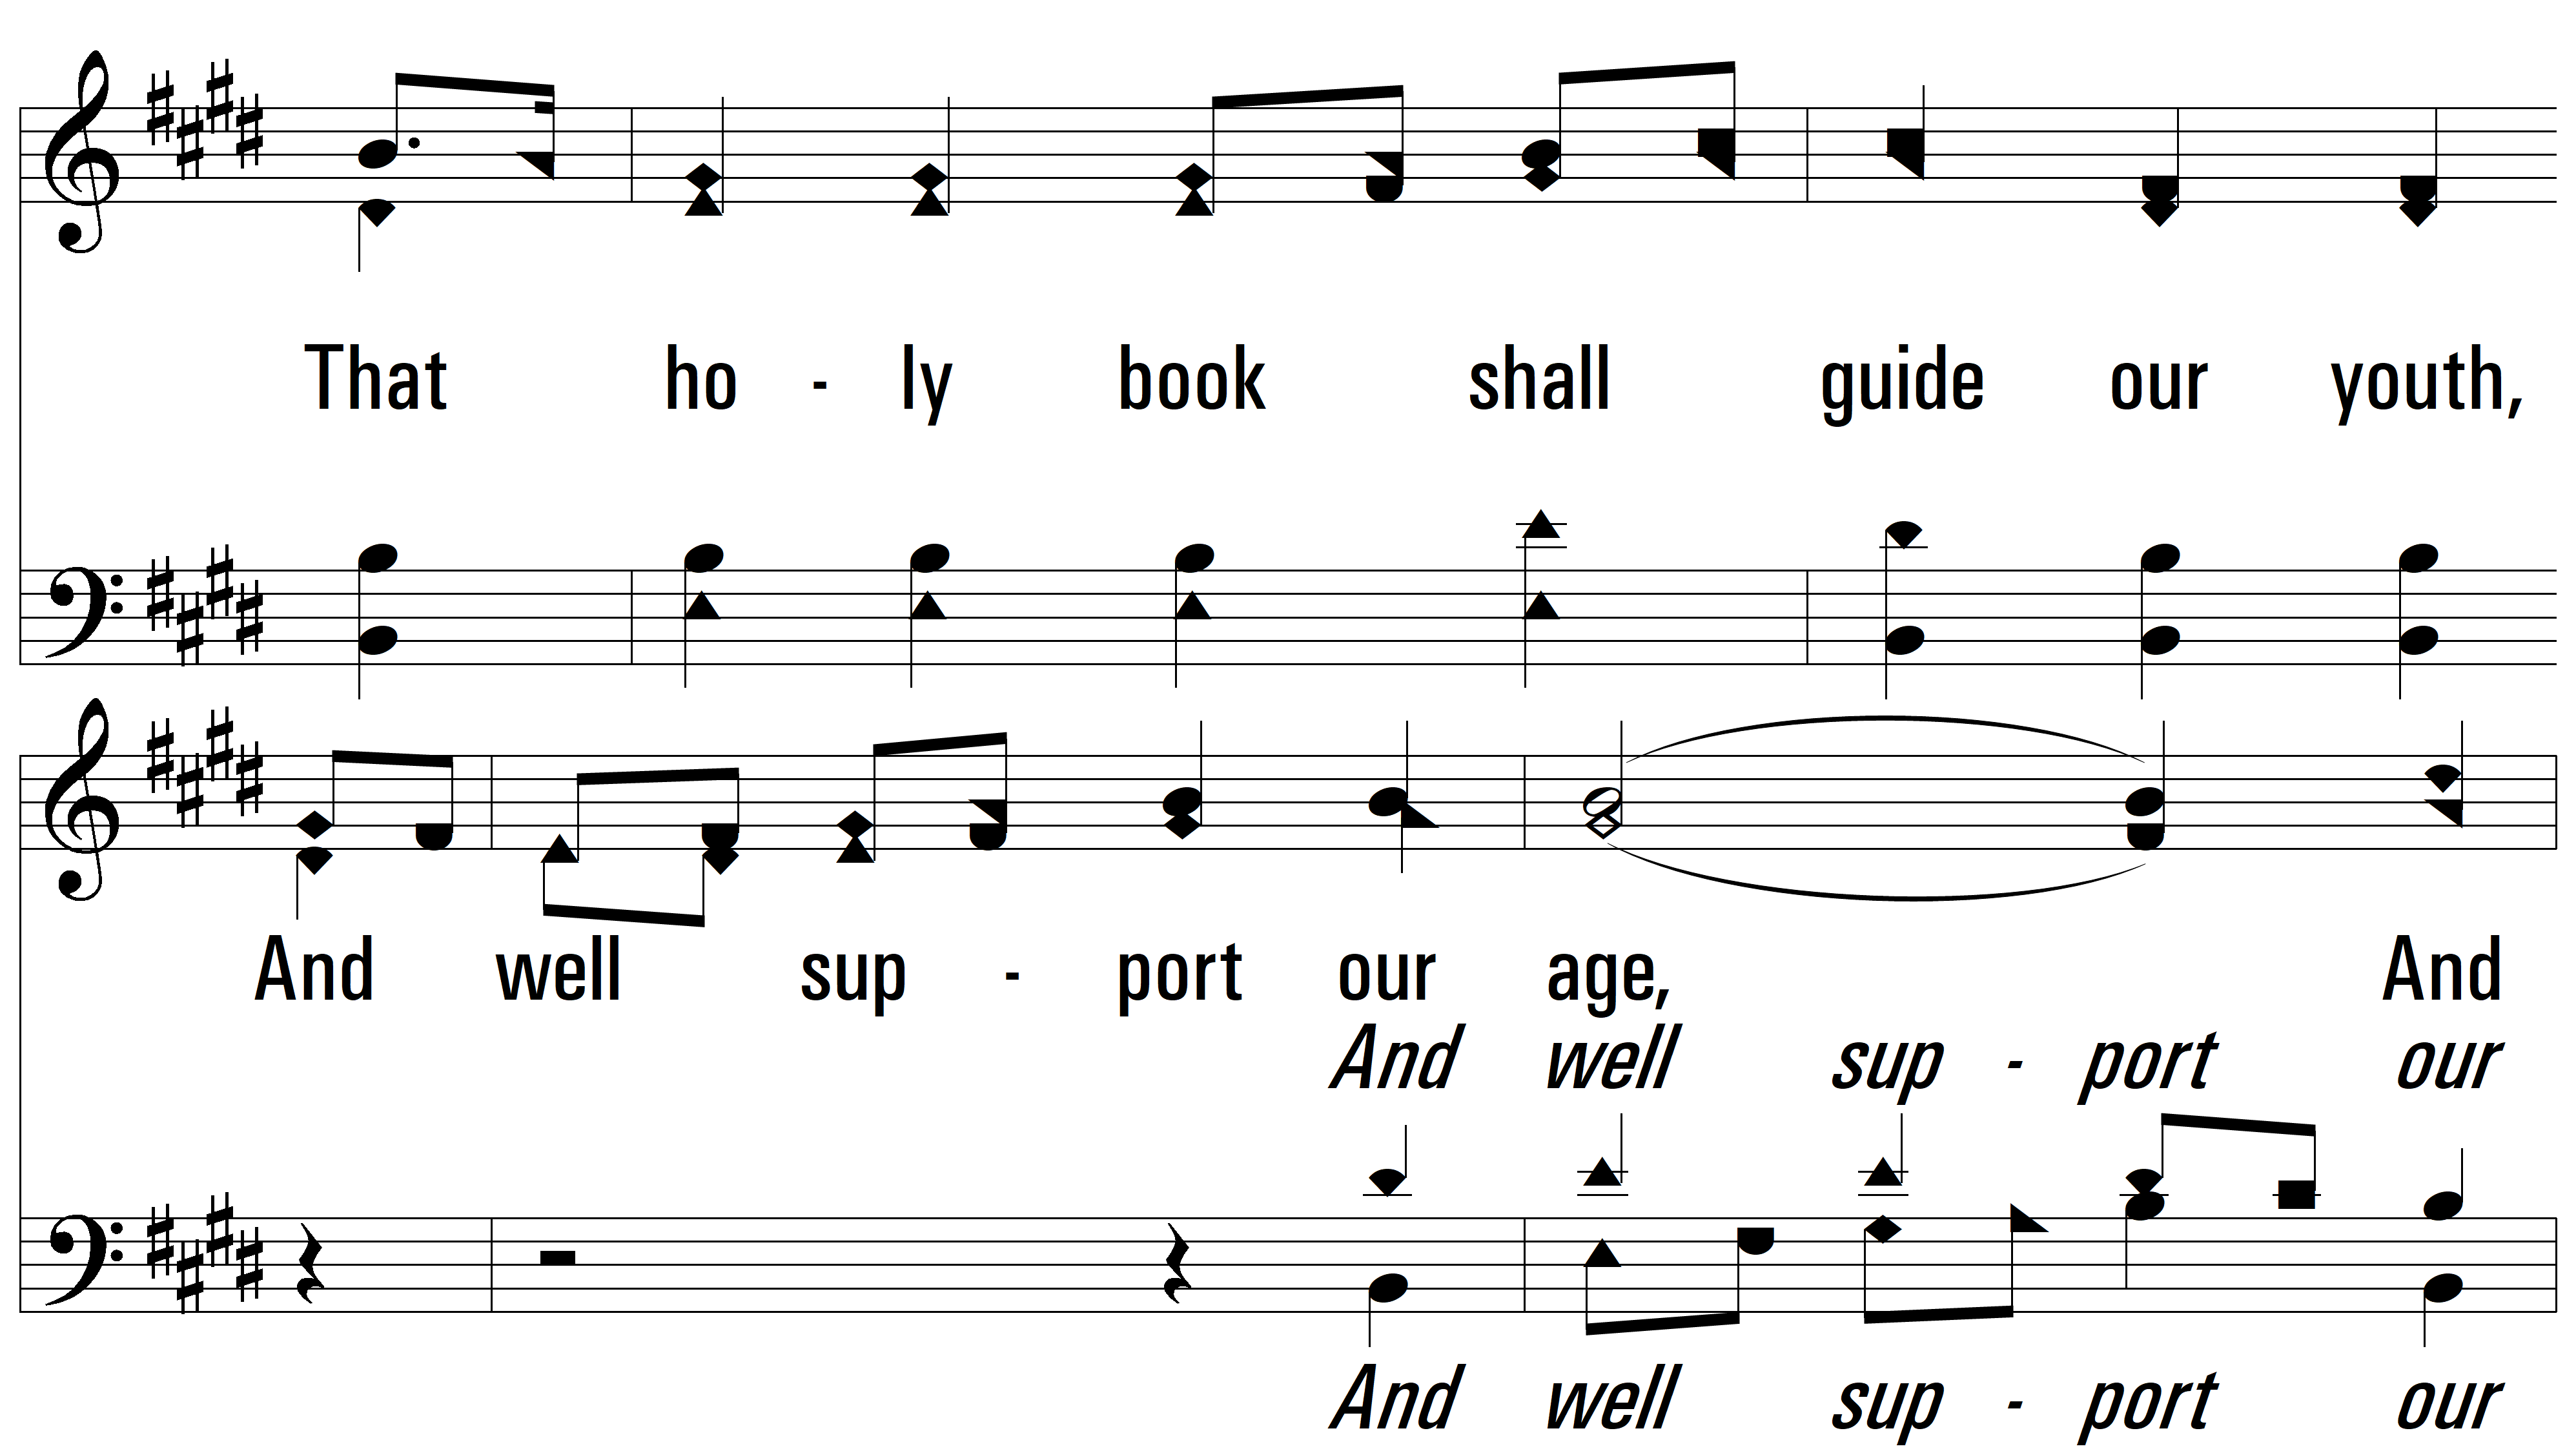 That ho - ly book shall guide our youth,
And well sup - port our age, And
And well sup - port our
And well sup - port our